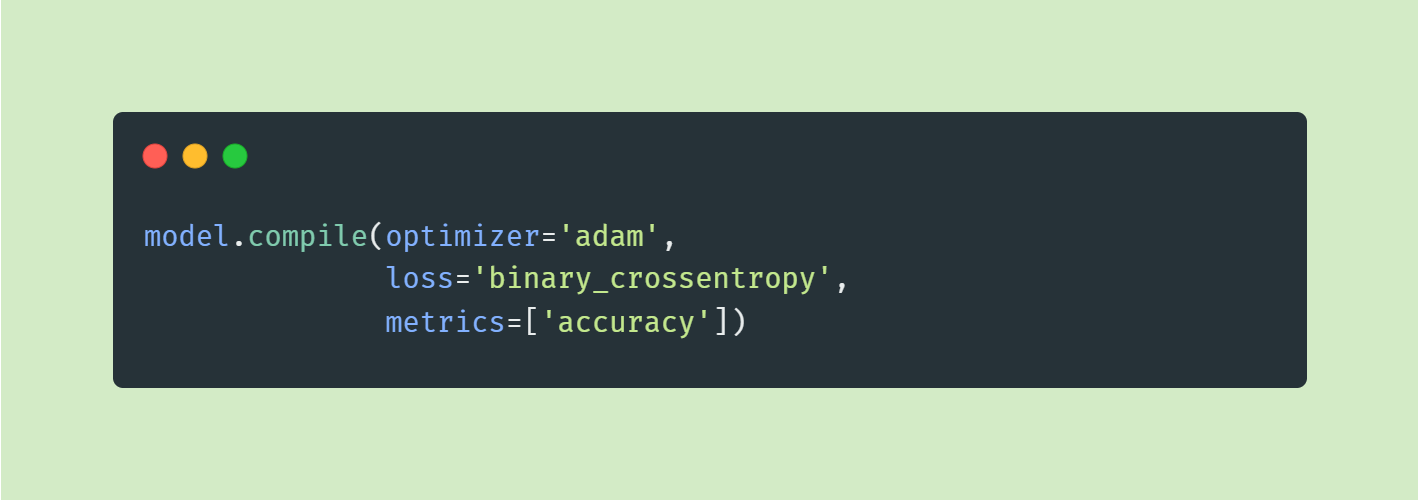 model.compile(optimizer='adam',
              loss='binary_crossentropy',
              metrics=['accuracy'])